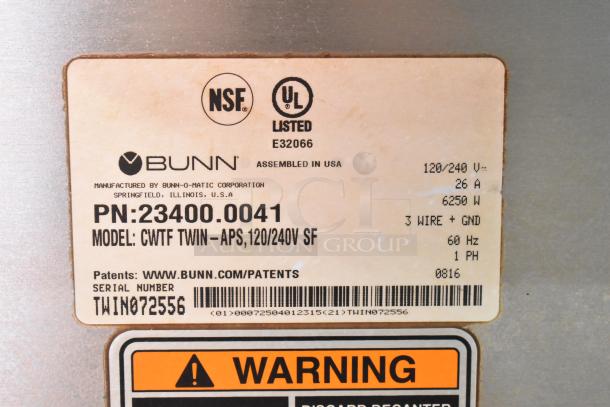 NSF®
UL
LISTED
E32066
BUNN® ASSEMBLED IN USA
MANUFACTURED BY BUNN-O-MATIC CORPORATION
SPRINGFIELD, ILLINOIS, U.S.A
PN:23400.0041
MODEL: CWTF TWIN-APS,120/240V SF
120/240 V~
26 A
6250 W
3 WIRE + GND
60 Hz
1 PH
0816
Patents: WWW.BUNN.COM/PATENTS
SERIAL NUMBER
TWIN072556
(01)00072504012315(21)TWIN072556
AUCTION GROUP
WARNING
DISCARD DECANTER